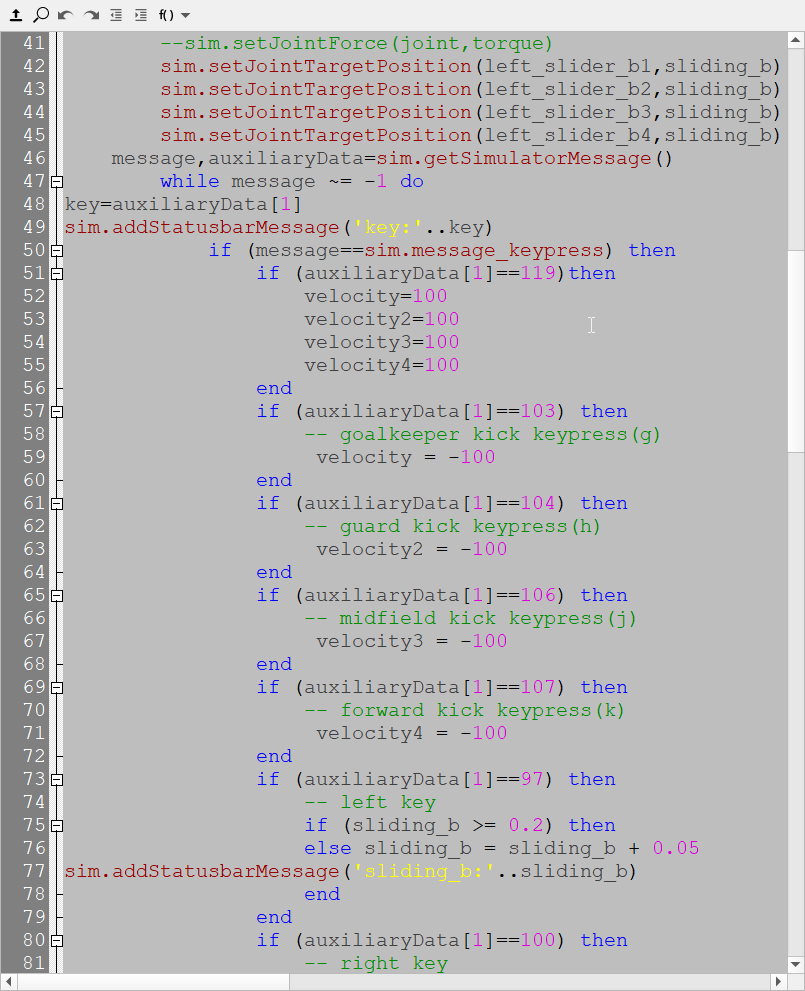 f()
41 --sim.setJointForce(joint,torque)
42 sim.setJointTargetPosition(left_slider_b1,sliding_b)
43 sim.setJointTargetPosition(left_slider_b2,sliding_b)
44 sim.setJointTargetPosition(left_slider_b3,sliding_b)
45 sim.setJointTargetPosition(left_slider_b4,sliding_b)
46 message,auxiliaryData=sim.getSimulatorMessage()
47 while message ~= -1 do
48 key=auxiliaryData[1]
49 sim.addStatusbarMessage('key:'..key)
50 if (message==sim.message_keypress) then
51 if (auxiliaryData[1]==119)then
52 velocity=100
53 velocity2=100
54 velocity3=100
55 velocity4=100
56 end
57 if (auxiliaryData[1]==103) then
58 -- goalkeeper kick keypress(g)
59 velocity = -100
60 end
61 if (auxiliaryData[1]==104) then
62 -- guard kick keypress(h)
63 velocity2 = -100
64 end
65 if (auxiliaryData[1]==106) then
66 -- midfield kick keypress(j)
67 velocity3 = -100
68 end
69 if (auxiliaryData[1]==107) then
70 -- forward kick keypress(k)
71 velocity4 = -100
72 end
73 if (auxiliaryData[1]==97) then
74 -- left key
75 if (sliding_b >= 0.2) then
76 else sliding_b = sliding_b + 0.05
77 sim.addStatusbarMessage('sliding_b:'..sliding_b)
78 end
79 end
80 if (auxiliaryData[1]==100) then
81 -- right key